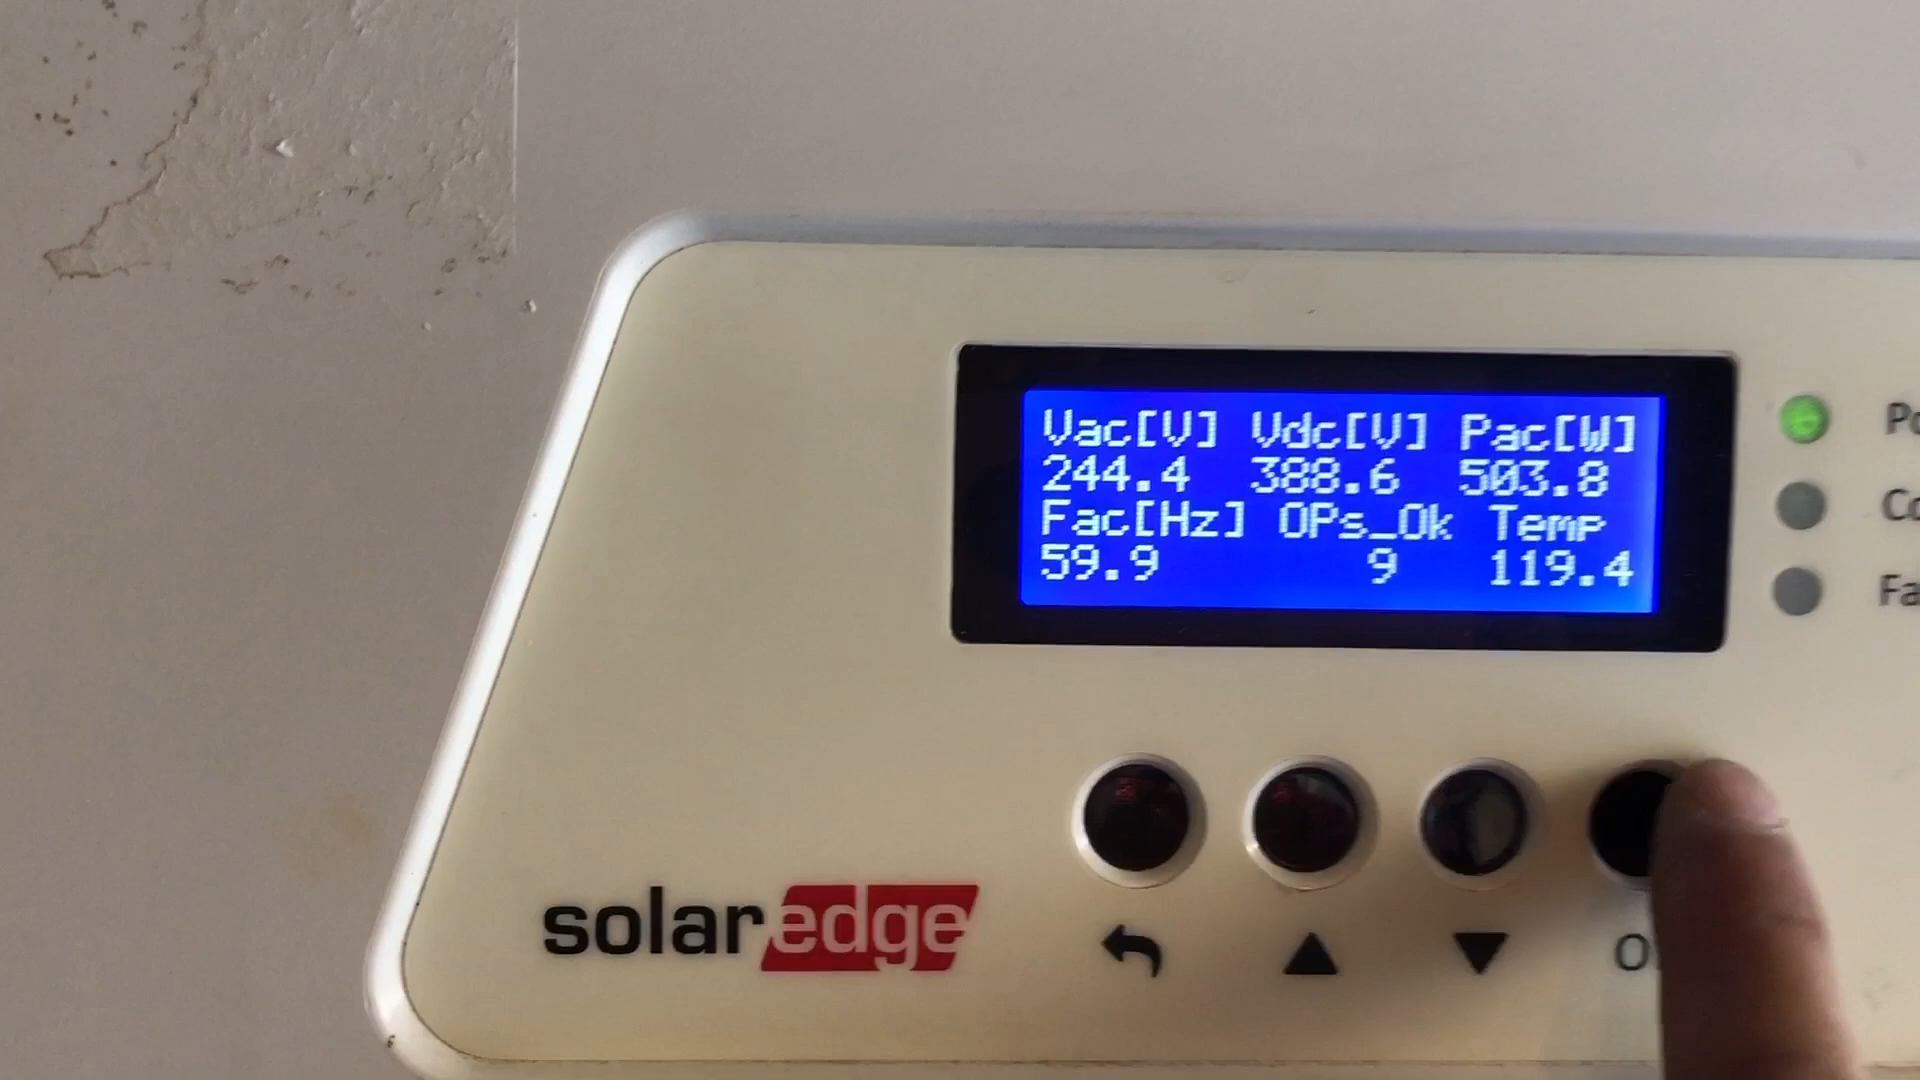 Vac[V] Vdc[V] Pac[W]
244.4 388.6 503.8
Fac[Hz] OPs_Ok Temp
59.9 9 119.4
solaredge